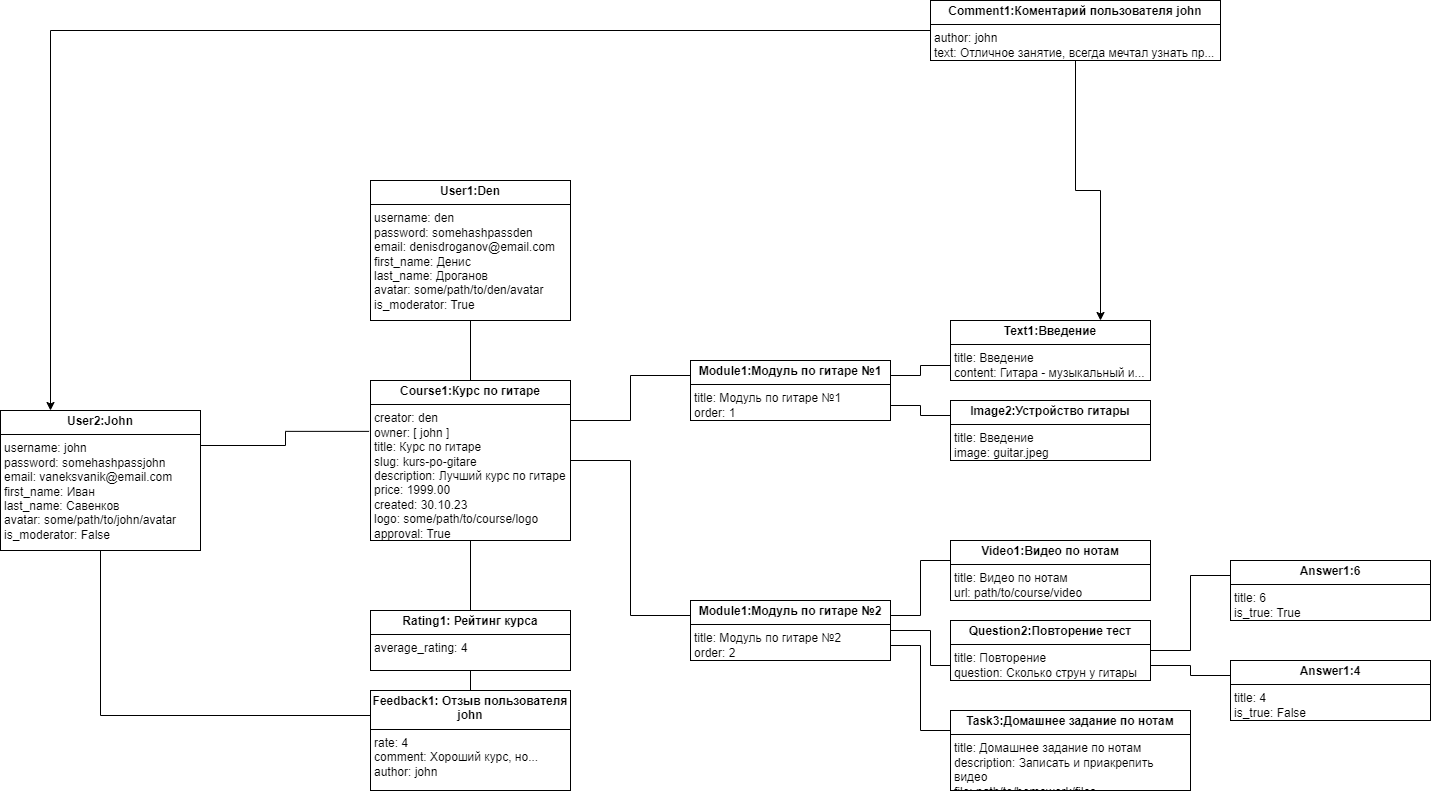 Comment1:Коментарий пользователя john
author: john
text: Отличное занятие, всегда мечтал узнать пр...
User1:Den
username: den
password: somehashpassden
email: denisdroganov@email.com
first_name: Денис
last_name: Дроганов
avatar: some/path/to/den/avatar
is_moderator: True
Course1:Курс по гитаре
creator: den
owner: [ john ]
title: Курс по гитаре
slug: kurs-po-gitare
description: Лучший курс по гитаре
price: 1999.00
created: 30.10.23
logo: some/path/to/course/logo
approval: True
User2:John
username: john
password: somehashpassjohn
email: vaneksvanik@email.com
first_name: Иван
last_name: Савенков
avatar: some/path/to/john/avatar
is_moderator: False
Rating1: Рейтинг курса
average_rating: 4
Feedback1: Отзыв пользователя
john
rate: 4
comment: Хороший курс, но...
author: john
Module1:Модуль по гитаре №1
title: Модуль по гитаре №1
order: 1
Text1:Введение
title: Введение
content: Гитара - музыкальный и...
Image2:Устройство гитары
title: Введение
image: guitar.jpeg
Module1:Модуль по гитаре №2
title: Модуль по гитаре №2
order: 2
Video1:Видео по нотам
title: Видео по нотам
url: path/to/course/video
Question2:Повторение тест
title: Повторение
question: Сколько струн у гитары
Answer1:6
title: 6
is_true: True
Answer1:4
title: 4
is_true: False
Task3:Домашнее задание по нотам
title: Домашнее задание по нотам
description: Записать и приакрепить
видео
file: path/to/homework/files